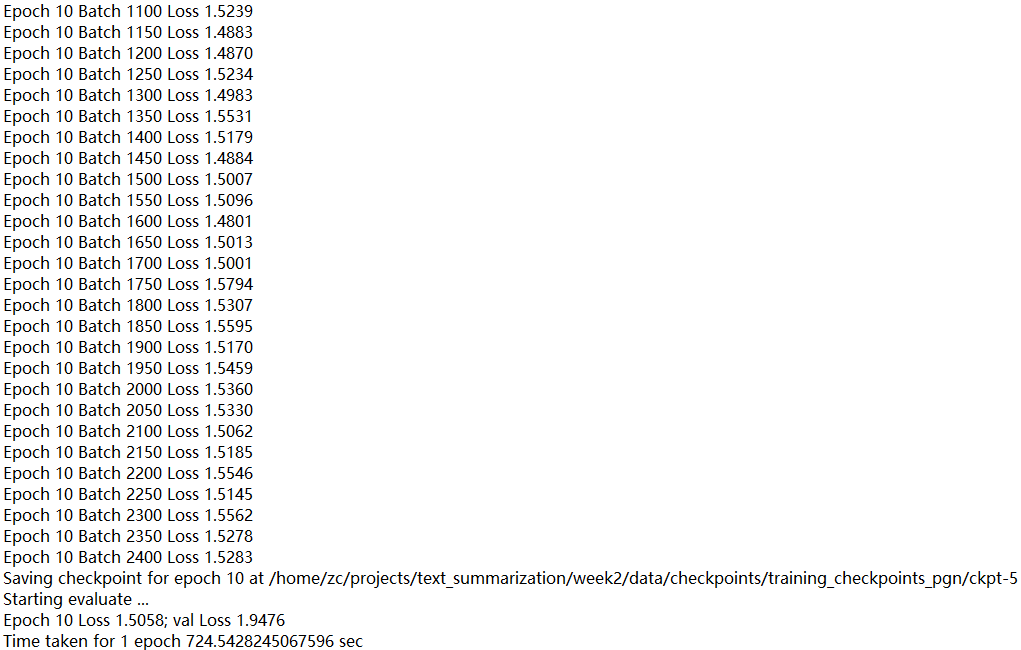 Epoch 10 Batch 1100 Loss 1.5239
Epoch 10 Batch 1150 Loss 1.4883
Epoch 10 Batch 1200 Loss 1.4870
Epoch 10 Batch 1250 Loss 1.5234
Epoch 10 Batch 1300 Loss 1.4983
Epoch 10 Batch 1350 Loss 1.5531
Epoch 10 Batch 1400 Loss 1.5179
Epoch 10 Batch 1450 Loss 1.4884
Epoch 10 Batch 1500 Loss 1.5007
Epoch 10 Batch 1550 Loss 1.5096
Epoch 10 Batch 1600 Loss 1.4801
Epoch 10 Batch 1650 Loss 1.5013
Epoch 10 Batch 1700 Loss 1.5001
Epoch 10 Batch 1750 Loss 1.5794
Epoch 10 Batch 1800 Loss 1.5307
Epoch 10 Batch 1850 Loss 1.5595
Epoch 10 Batch 1900 Loss 1.5170
Epoch 10 Batch 1950 Loss 1.5459
Epoch 10 Batch 2000 Loss 1.5360
Epoch 10 Batch 2050 Loss 1.5330
Epoch 10 Batch 2100 Loss 1.5062
Epoch 10 Batch 2150 Loss 1.5185
Epoch 10 Batch 2200 Loss 1.5546
Epoch 10 Batch 2250 Loss 1.5145
Epoch 10 Batch 2300 Loss 1.5562
Epoch 10 Batch 2350 Loss 1.5278
Epoch 10 Batch 2400 Loss 1.5283
Saving checkpoint for epoch 10 at /home/zc/projects/text_summarization/week2/data/checkpoints/training_checkpoints_pgn/ckpt-5
Starting evaluate ...
Epoch 10 Loss 1.5058; val Loss 1.9476
Time taken for 1 epoch 724.5428245067596 sec